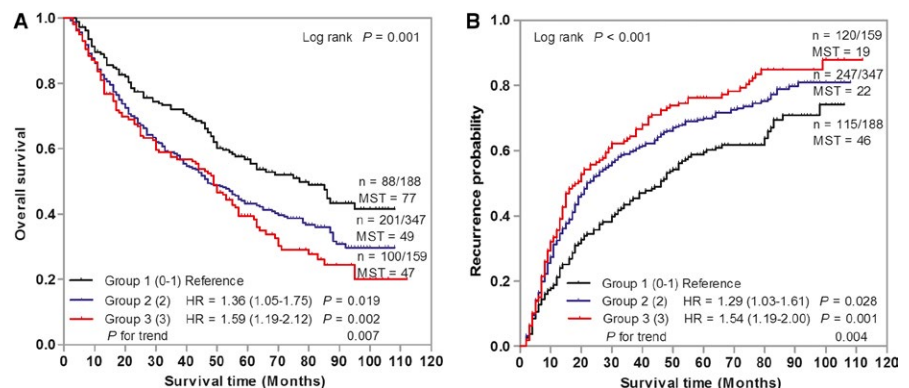 A
Log rank P = 0.001
1.0
0.8
0.6
0.4
0.2
0.0
Overall survival
n = 88/188
MST = 77
n = 201/347
MST = 49
n = 100/159
MST = 47
Group 1 (0-1) Reference
Group 2 (2) HR = 1.36 (1.05-1.75) P = 0.019
Group 3 (3) HR = 1.59 (1.19-2.12) P = 0.002
P for trend 0.007
0 10 20 30 40 50 60 70 80 90 100 110 120
Survival time (Months)
B
Log rank P < 0.001
1.0
0.8
0.6
0.4
0.2
0.0
Recurrence probability
n = 120/159
MST = 19
n = 247/347
MST = 22
n = 115/188
MST = 46
Group 1 (0-1) Reference
Group 2 (2) HR = 1.29 (1.03-1.61) P = 0.028
Group 3 (3) HR = 1.54 (1.19-2.00) P = 0.001
P for trend 0.004
0 10 20 30 40 50 60 70 80 90 100 110 120
Survival time (Months)